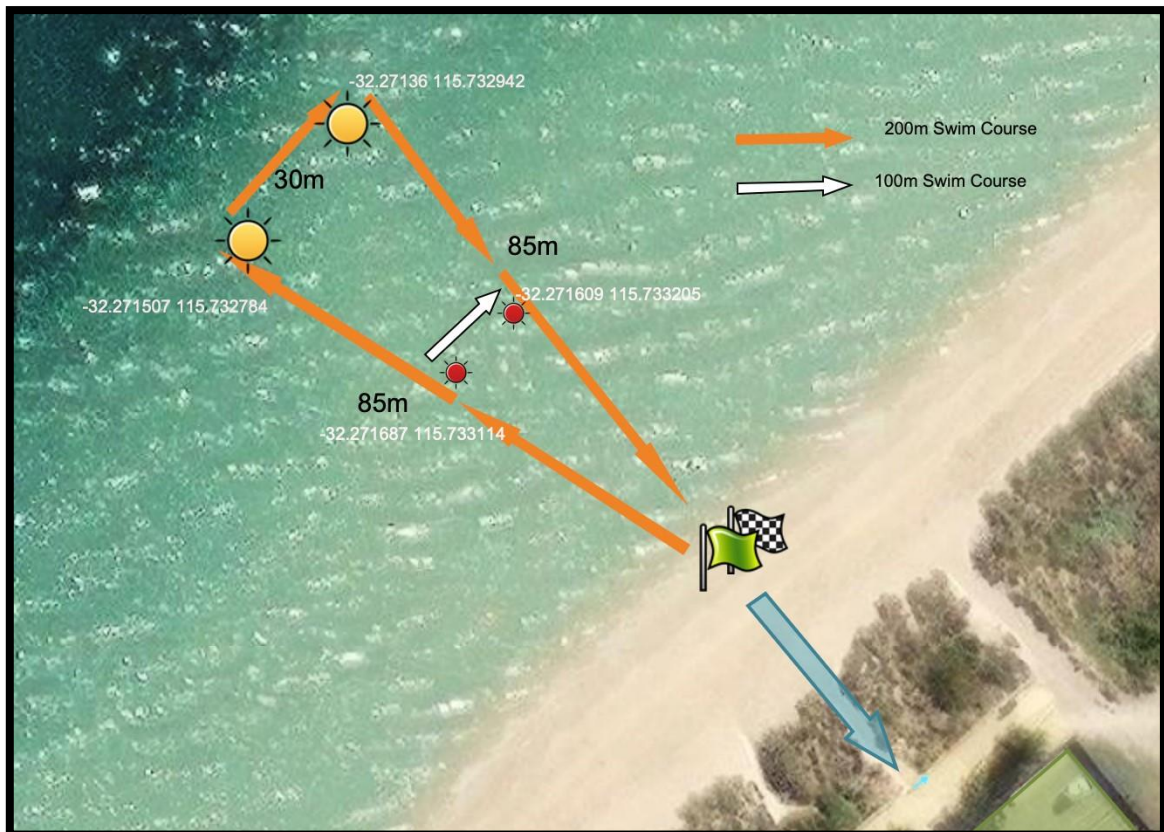 -32.27136 115.732942
200m Swim Course
30m
100m Swim Course
85m
-32.271507 115.732784
-32.271609 115.733205
85m
-32.271687 115.733114